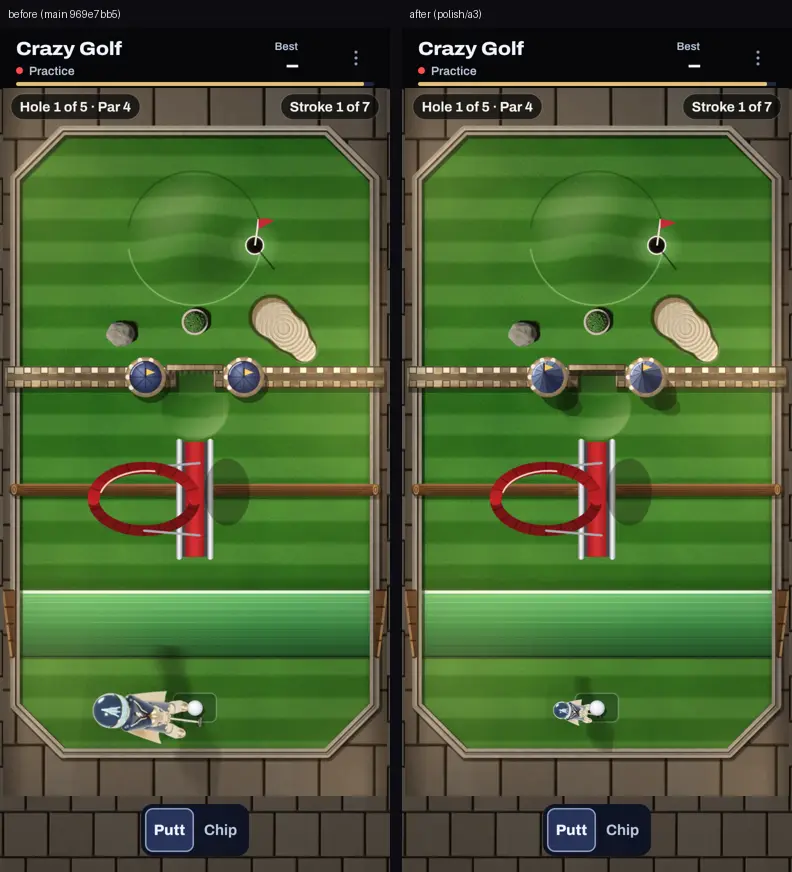 before (main 969e7bb5)
Crazy Golf
Practice
Best
–
Hole 1 of 5 · Par 4
Stroke 1 of 7
Putt
Chip
after (polish/a3)
Crazy Golf
Practice
Best
–
Hole 1 of 5 · Par 4
Stroke 1 of 7
Putt
Chip